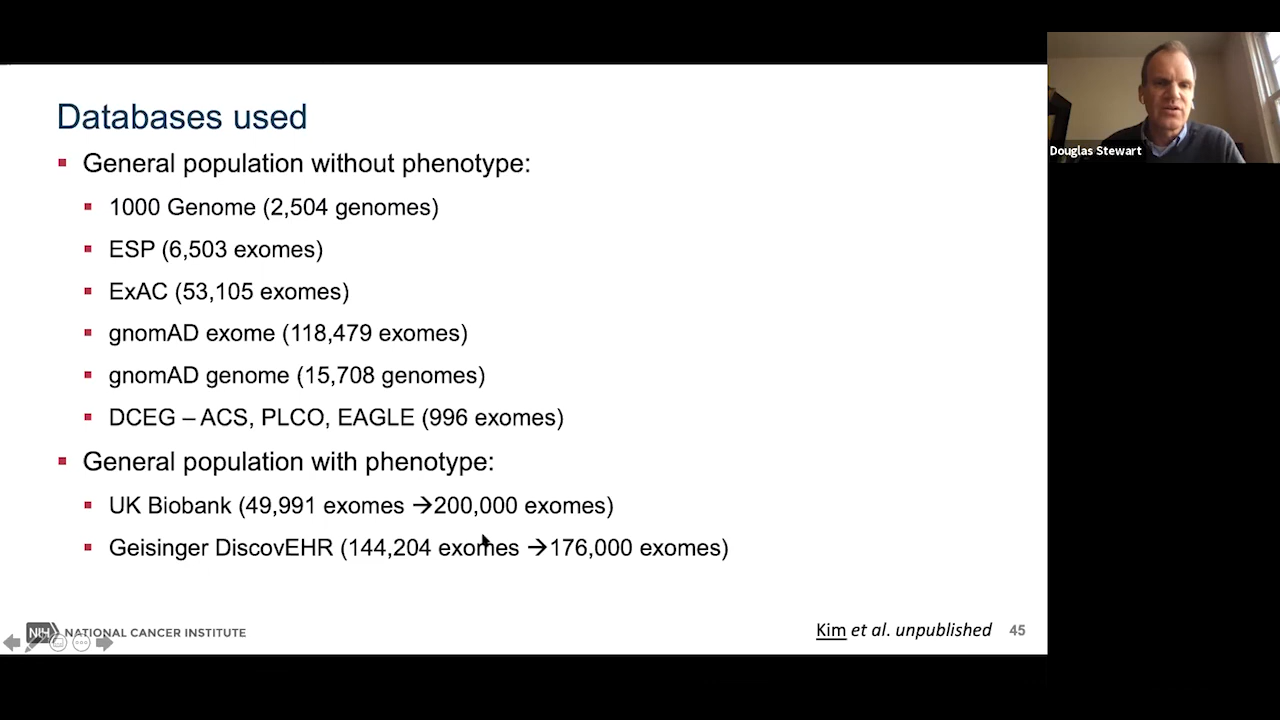 Databases used
General population without phenotype:
1000 Genome (2,504 genomes)
ESP (6,503 exomes)
ExAC (53,105 exomes)
gnomAD exome (118,479 exomes)
gnomAD genome (15,708 genomes)
DCEG – ACS, PLCO, EAGLE (996 exomes)
General population with phenotype:
UK Biobank (49,991 exomes →200,000 exomes)
Geisinger DiscovEHR (144,204 exomes →176,000 exomes)
NIH NATIONAL CANCER INSTITUTE
Kim et al. unpublished 45
Douglas Stewart